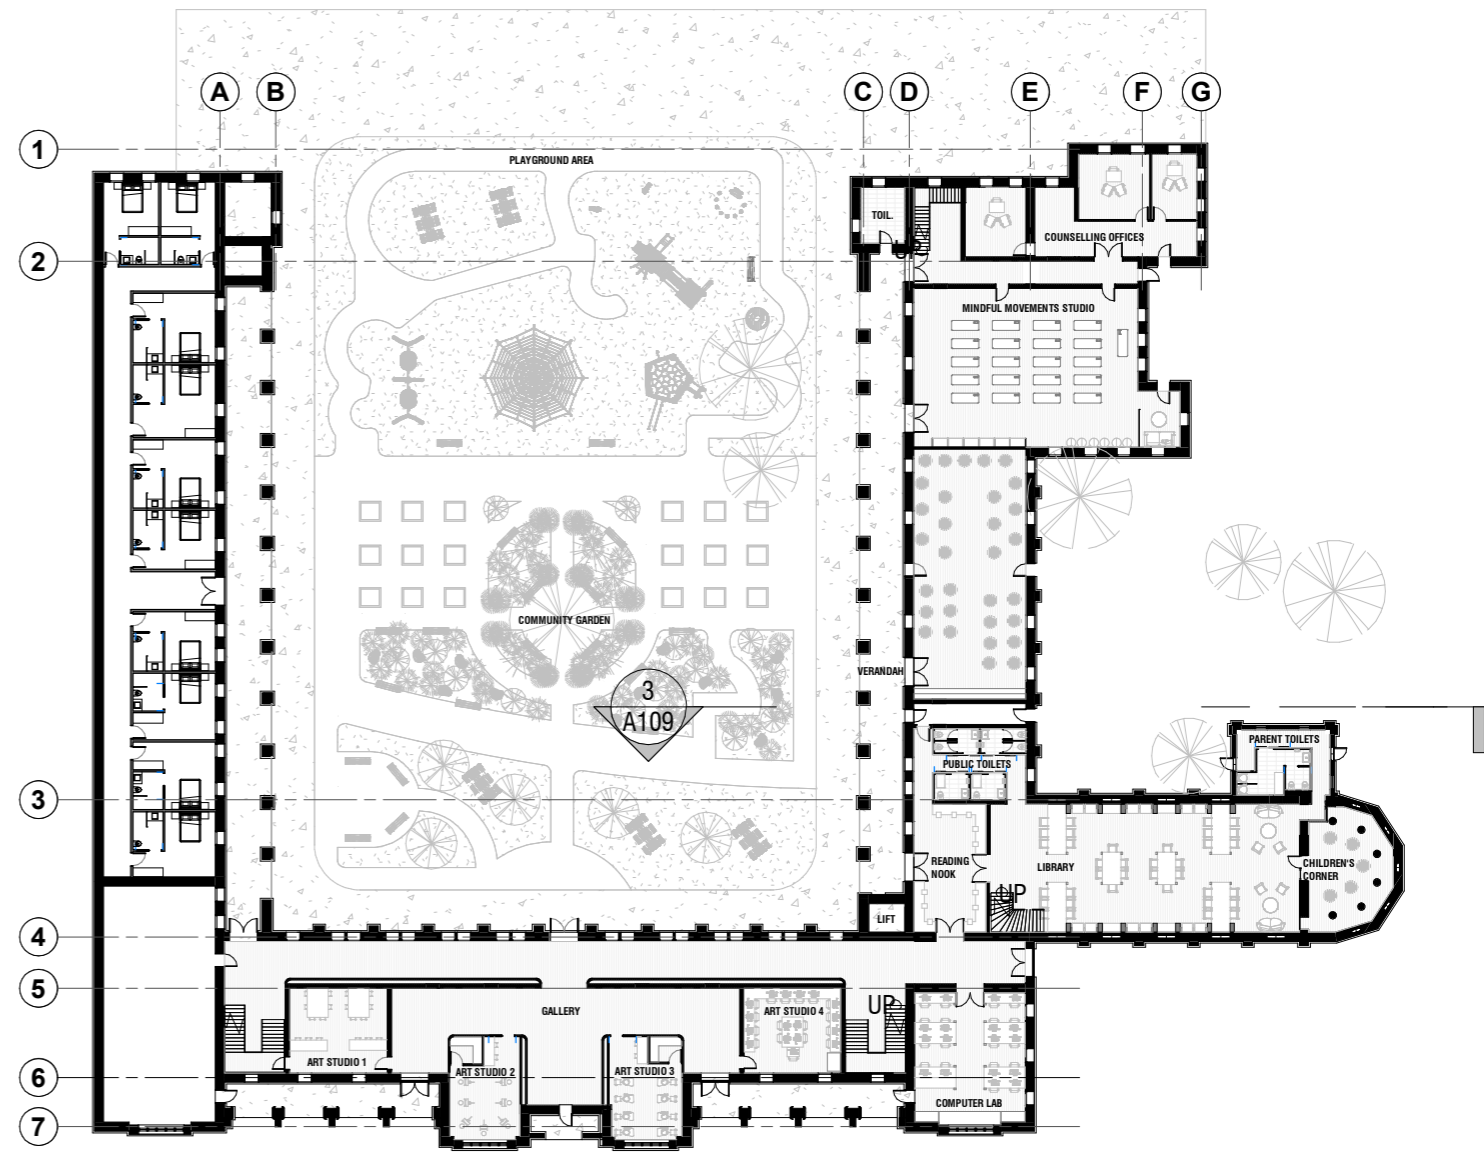 A B C D E F G
1
PLAYGROUND AREA
TOIL.
COUNSELLING OFFICES
2
MINDFUL MOVEMENTS STUDIO
COMMUNITY GARDEN
VERANDAH
3
A109
PARENT TOILETS
PUBLIC TOILETS
3
READING
NOOK
LIBRARY
CHILDREN'S
CORNER
UP
LIFT
4
5
GALLERY
ART STUDIO 4
UP
ART STUDIO 1
ART STUDIO 2
ART STUDIO 3
6
COMPUTER LAB
7